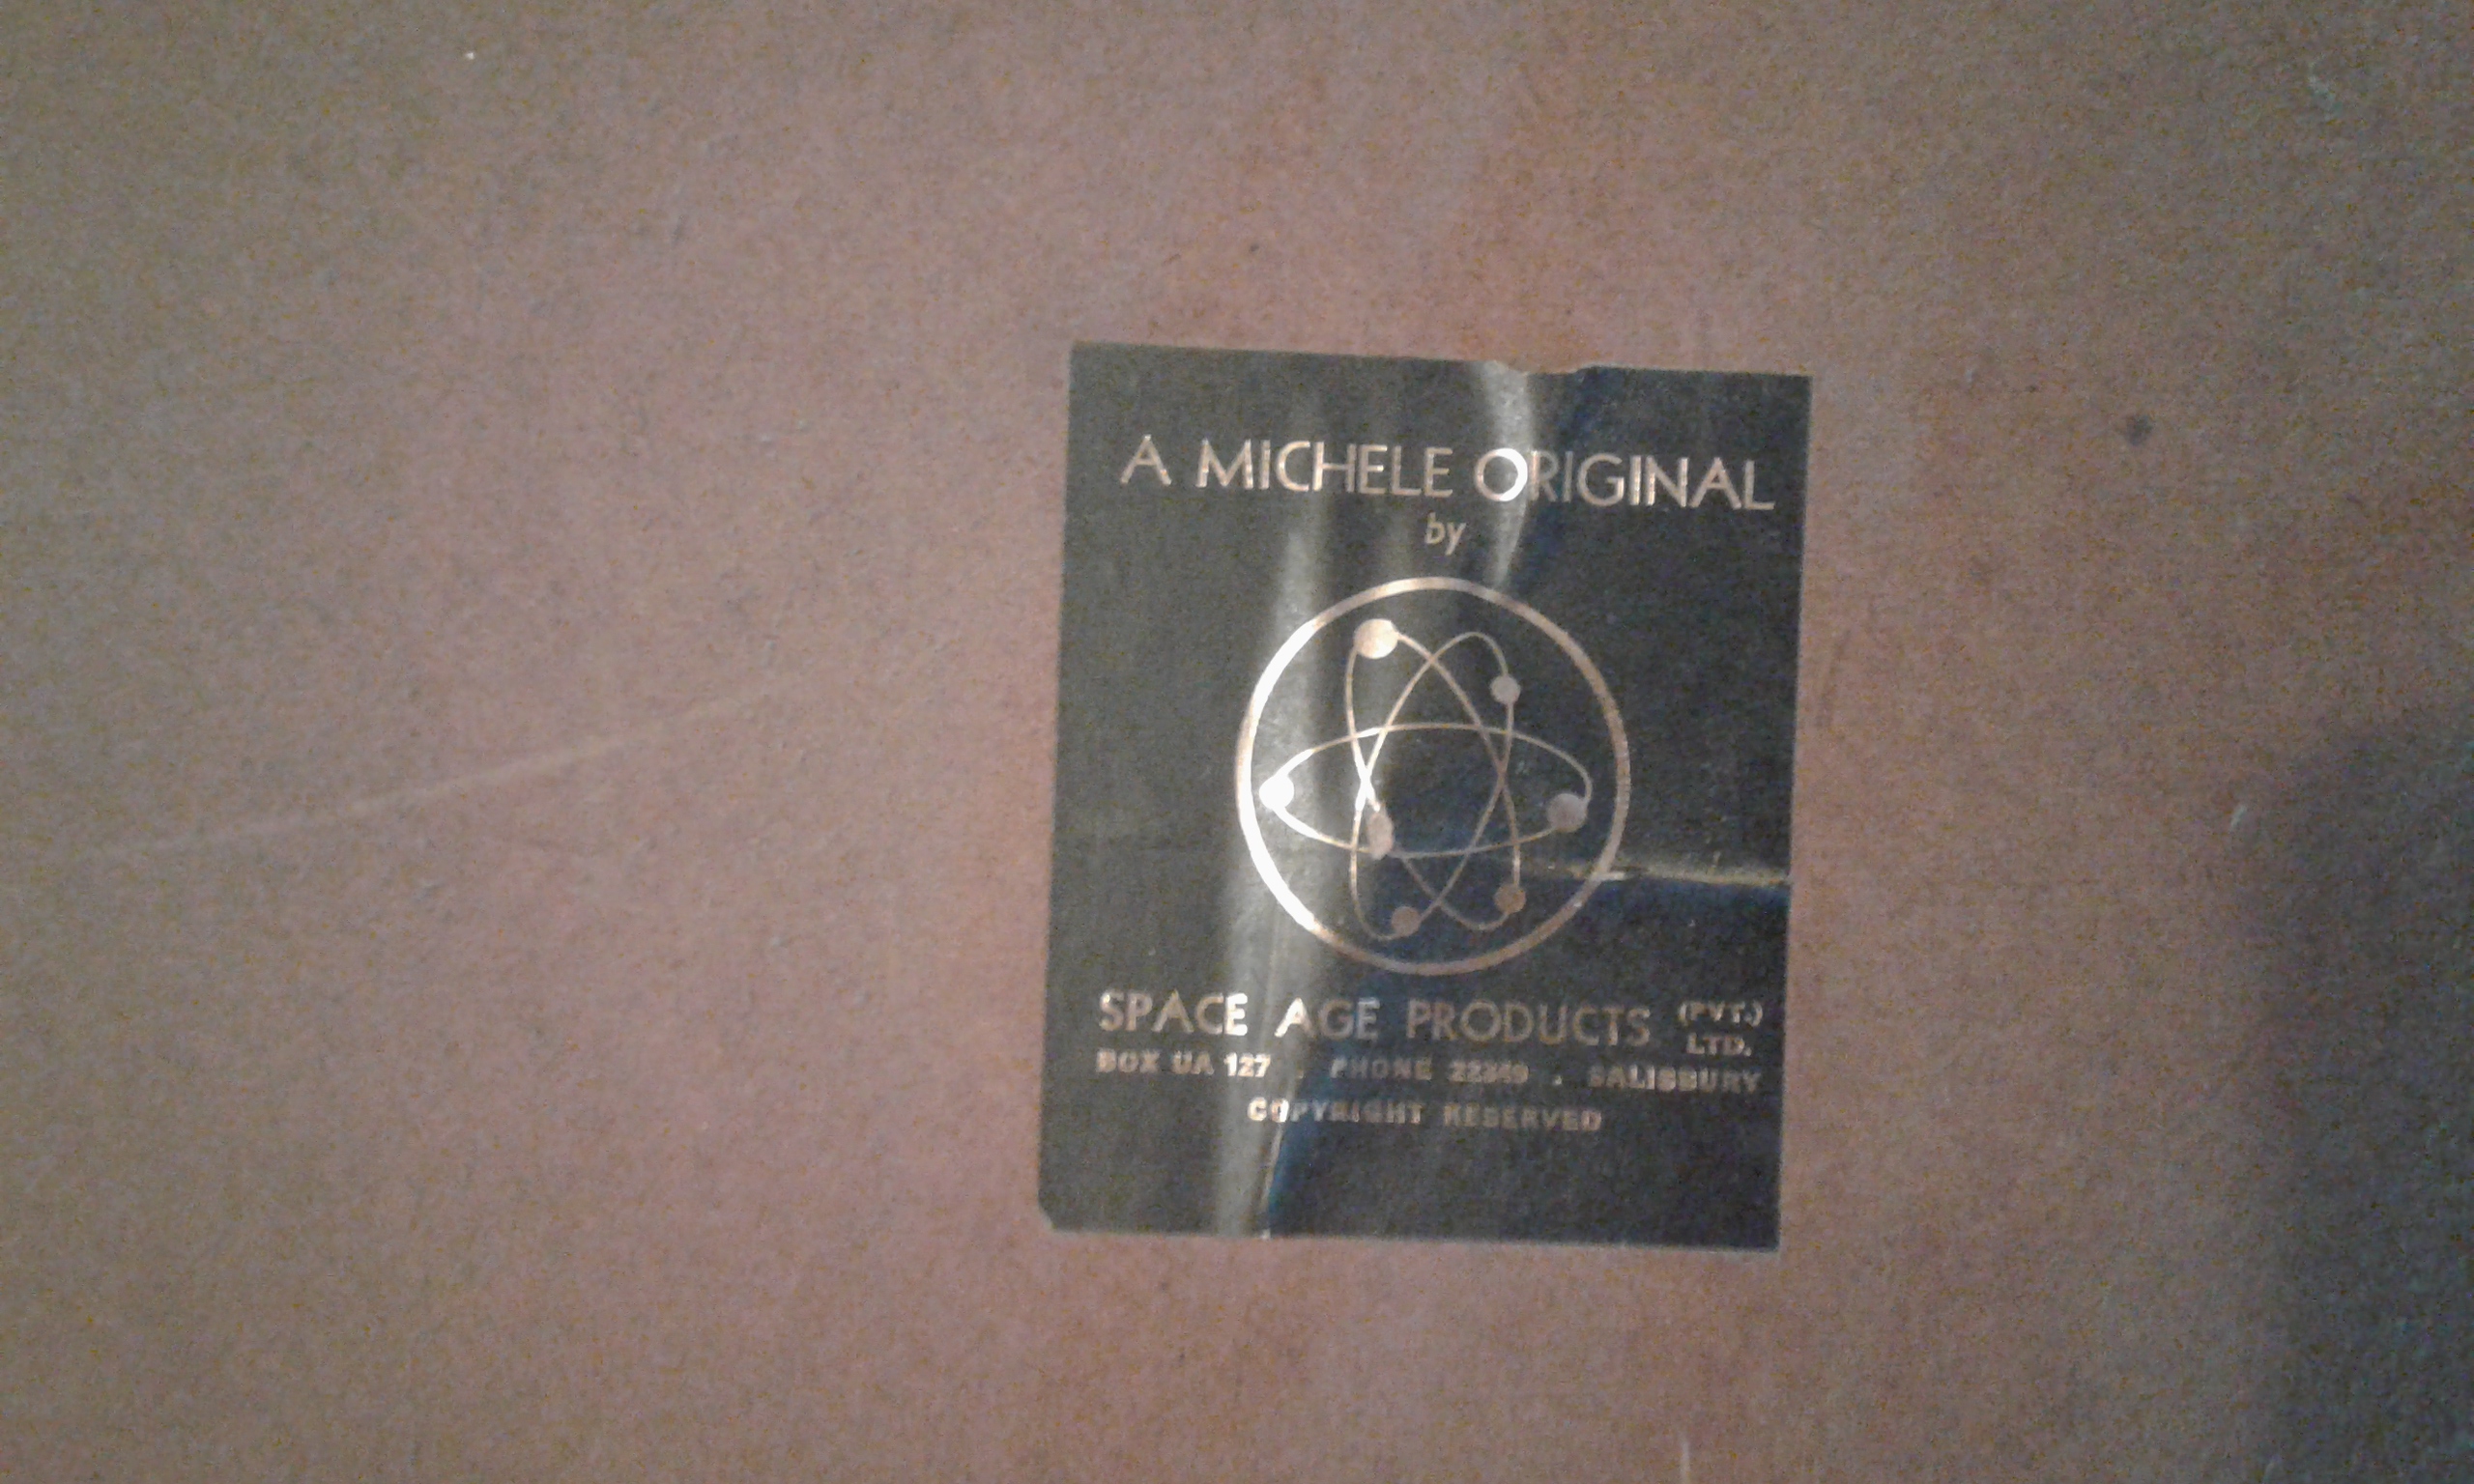 A MICHELE ORIGINAL
by
SPACE AGE PRODUCTS (PVT.) LTD.
BOX UA 127 . PHONE 22349 . SALISBURY
COPYRIGHT RESERVED